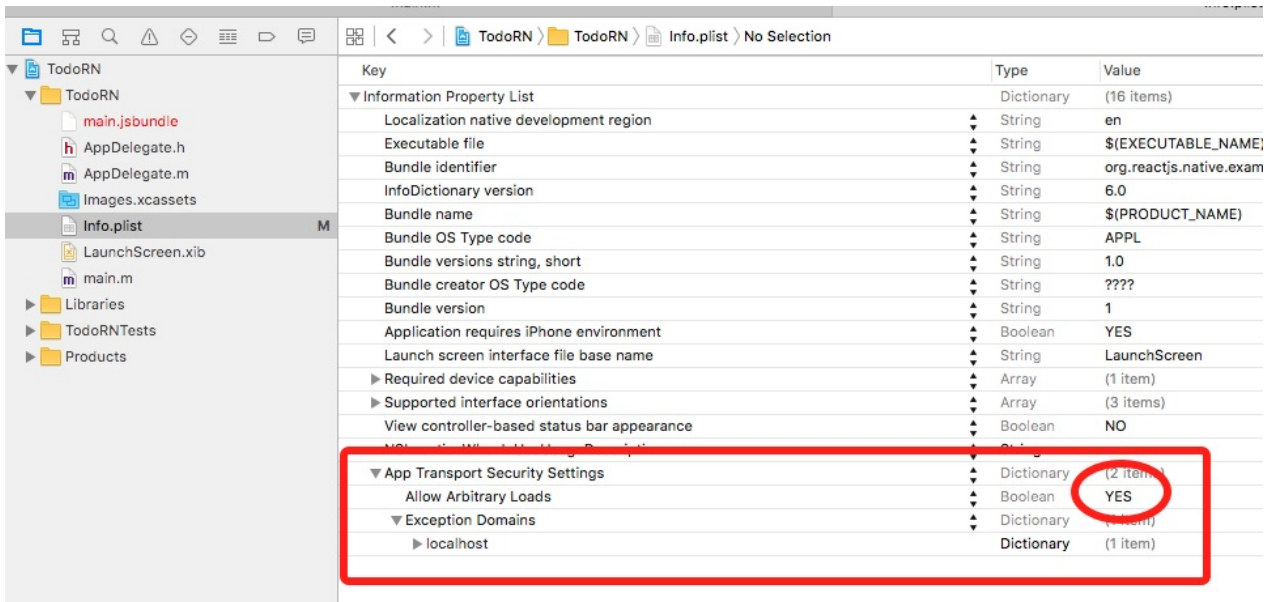 TodoRN TodoRN Info.plist No Selection
TodoRN
TodoRN
main.jsbundle
h AppDelegate.h
m AppDelegate.m
Images.xcassets
Info.plist M
LaunchScreen.xib
m main.m
Libraries
TodoRNTests
Products
Key Type Value
Information Property List Dictionary (16 items)
Localization native development region String en
Executable file String $(EXECUTABLE_NAME)
Bundle identifier String org.reactjs.native.exam
InfoDictionary version String 6.0
Bundle name String $(PRODUCT_NAME)
Bundle OS Type code String APPL
Bundle versions string, short String 1.0
Bundle creator OS Type code String ????
Bundle version String 1
Application requires iPhone environment Boolean YES
Launch screen interface file base name String LaunchScreen
Required device capabilities Array (1 item)
Supported interface orientations Array (3 items)
View controller-based status bar appearance Boolean NO
App Transport Security Settings Dictionary (2 items)
Allow Arbitrary Loads Boolean YES
Exception Domains Dictionary
localhost Dictionary (1 item)